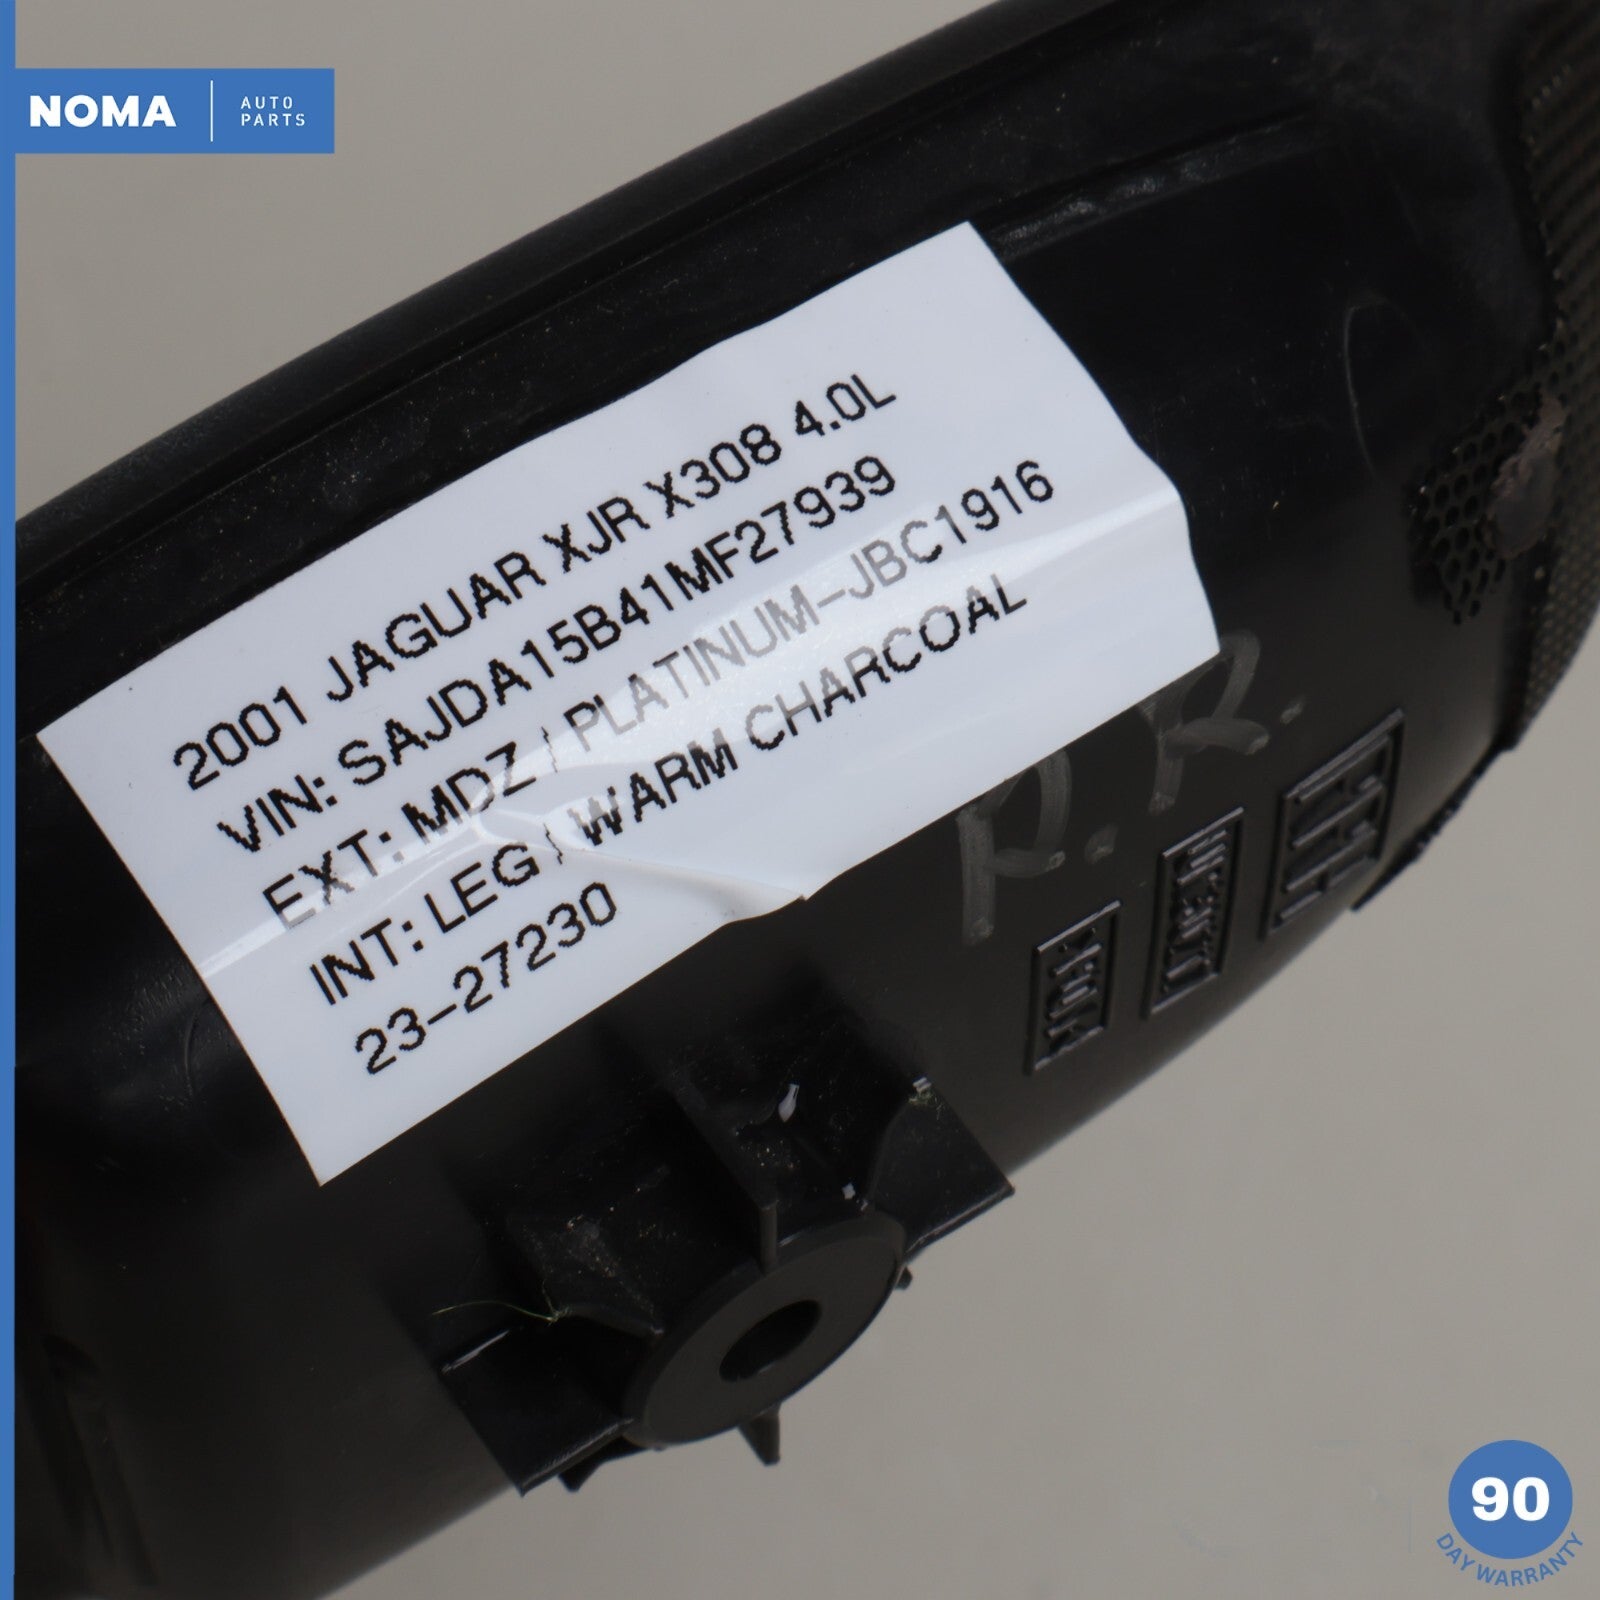 NOMA
AUTO
PARTS
2001 JAGUAR XJR X308 4.0L
VIN: SAJDA15B41MF27939
EXT: MDZ / PLATINUM-JBC1916
INT: LEG / WARM CHARCOAL
23-27230
R.R.
LH
90
DAY WARRANTY